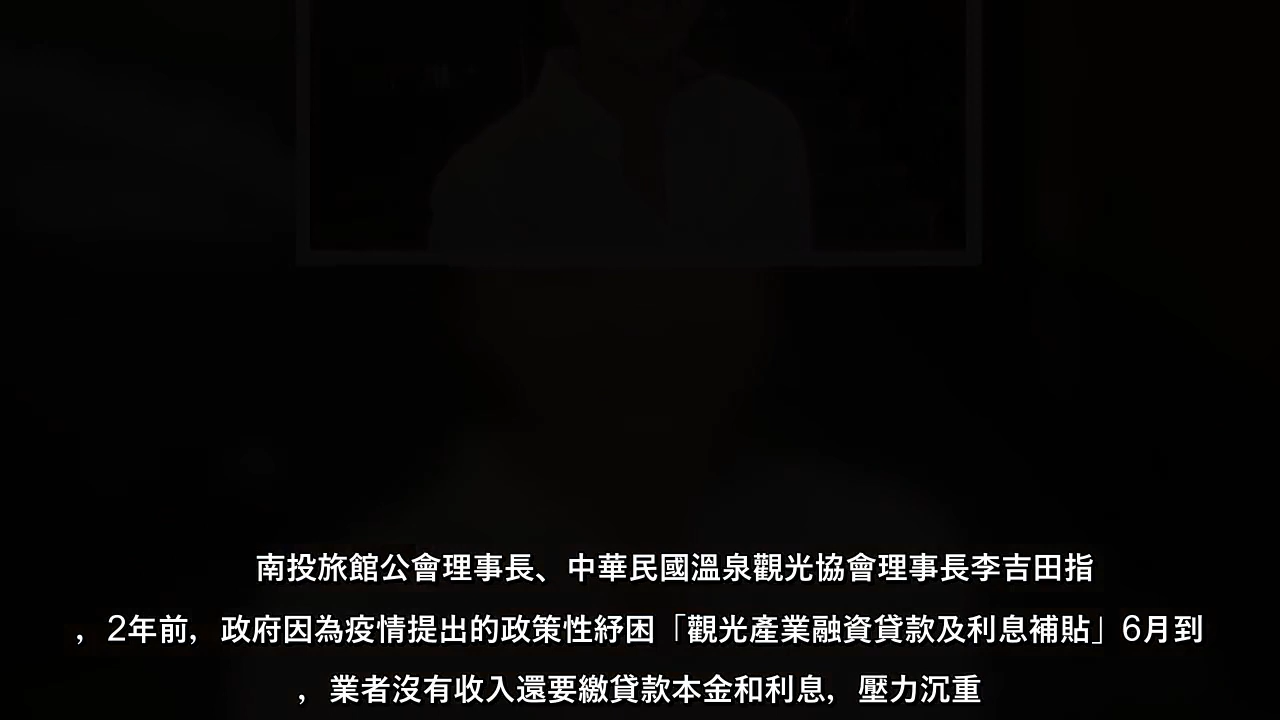 南投旅館公會理事長、中華民國溫泉觀光協會理事長李吉田指
，2年前，政府因為疫情提出的政策性紓困「觀光產業融資貸款及利息補貼」6月到
，業者沒有收入還要繳貸款本金和利息，壓力沉重